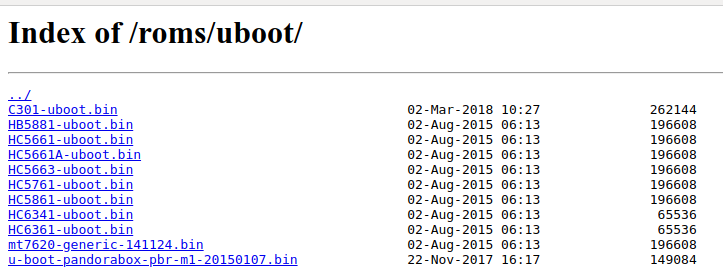 Index of /roms/uboot/
../
C301-uboot.bin 02-Mar-2018 10:27 262144
HB5881-uboot.bin 02-Aug-2015 06:13 196608
HC5661-uboot.bin 02-Aug-2015 06:13 196608
HC5661A-uboot.bin 02-Aug-2015 06:13 196608
HC5663-uboot.bin 02-Aug-2015 06:13 196608
HC5761-uboot.bin 02-Aug-2015 06:13 196608
HC5861-uboot.bin 02-Aug-2015 06:13 196608
HC6341-uboot.bin 02-Aug-2015 06:13 65536
HC6361-uboot.bin 02-Aug-2015 06:13 65536
mt7620-generic-141124.bin 02-Aug-2015 06:13 196608
u-boot-pandorabox-pbr-m1-20150107.bin 22-Nov-2017 16:17 149084